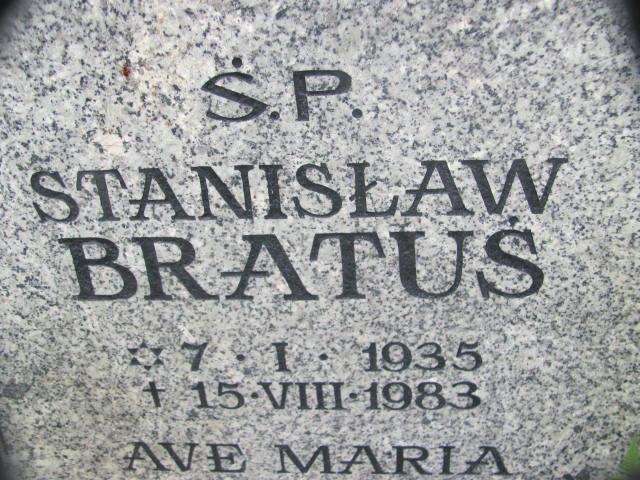 Ś.P.
STANISŁAW
BRATUŚ
✡ 7 · I · 1935
† 15·VIII·1983
AVE MARIA